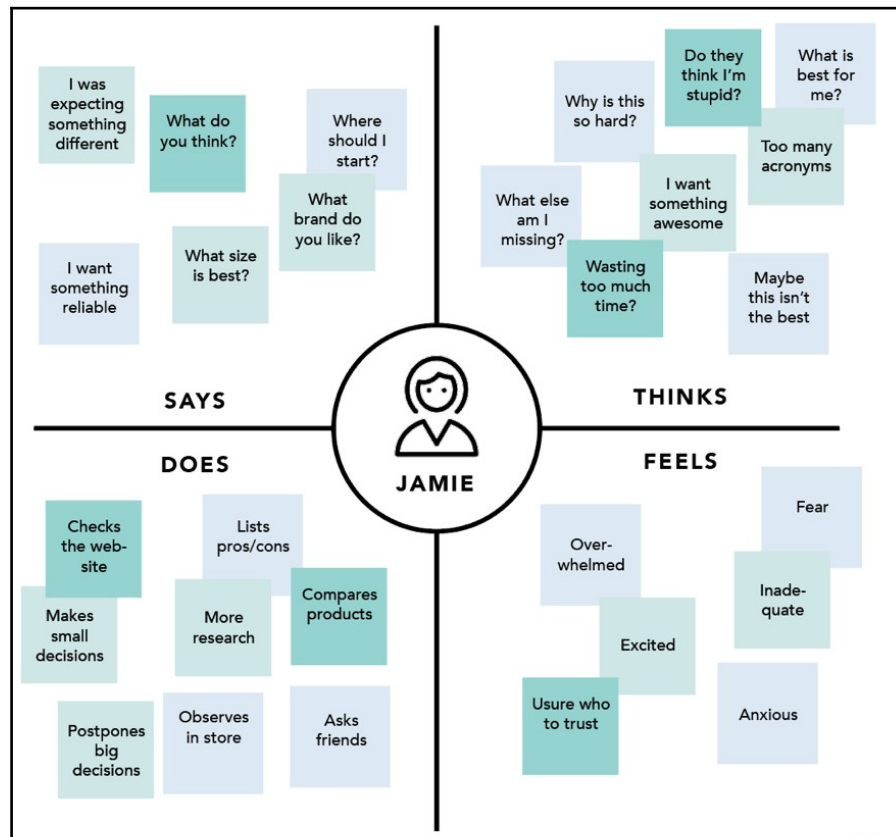 I was
expecting
something
different
What do
you think?
Where
should I
start?
What
brand do
you like?
What size
is best?
I want
something
reliable
SAYS
Do they
think I'm
stupid?
What is
best for
me?
Why is this
so hard?
Too many
acronyms
What else
am I
missing?
I want
something
awesome
Wasting
too much
time?
Maybe
this isn't
the best
THINKS
JAMIE
DOES
Checks
the web-
site
Lists
pros/cons
Compares
products
Makes
small
decisions
More
research
Postpones
big
decisions
Observes
in store
Asks
friends
FEELS
Over-
whelmed
Fear
Inade-
quate
Excited
Usure who
to trust
Anxious